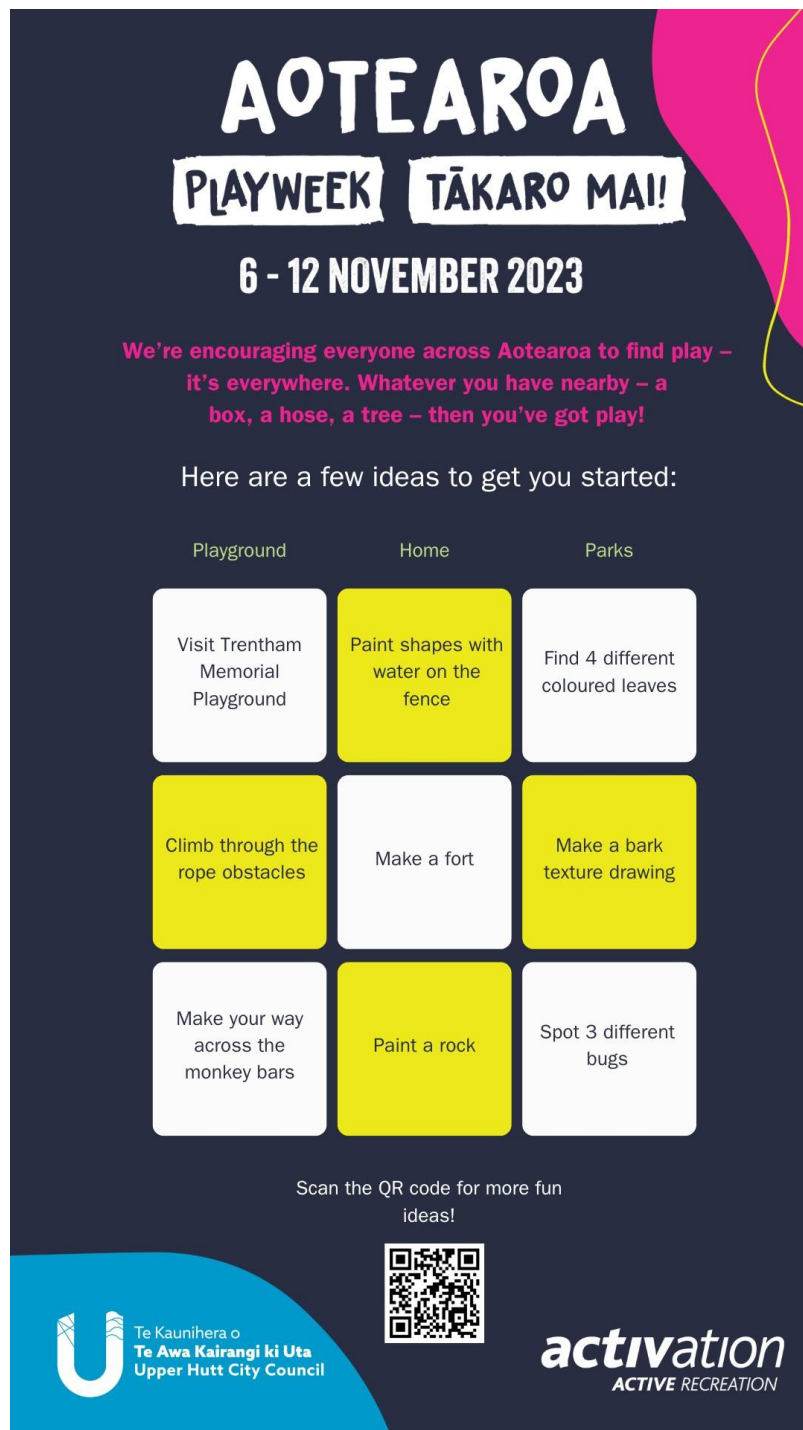 AOTEAROA
PLAYWEEK TĀKARO MAI!
6 - 12 NOVEMBER 2023
We're encouraging everyone across Aotearoa to find play –
it's everywhere. Whatever you have nearby – a
box, a hose, a tree – then you've got play!
Here are a few ideas to get you started:
Playground Home Parks
Visit Trentham
Memorial
Playground
Paint shapes with
water on the
fence
Find 4 different
coloured leaves
Climb through the
rope obstacles
Make a fort
Make a bark
texture drawing
Make your way
across the
monkey bars
Paint a rock
Spot 3 different
bugs
Scan the QR code for more fun
ideas!
Te Kaunihera o
Te Awa Kairangi ki Uta
Upper Hutt City Council
activation
ACTIVE RECREATION